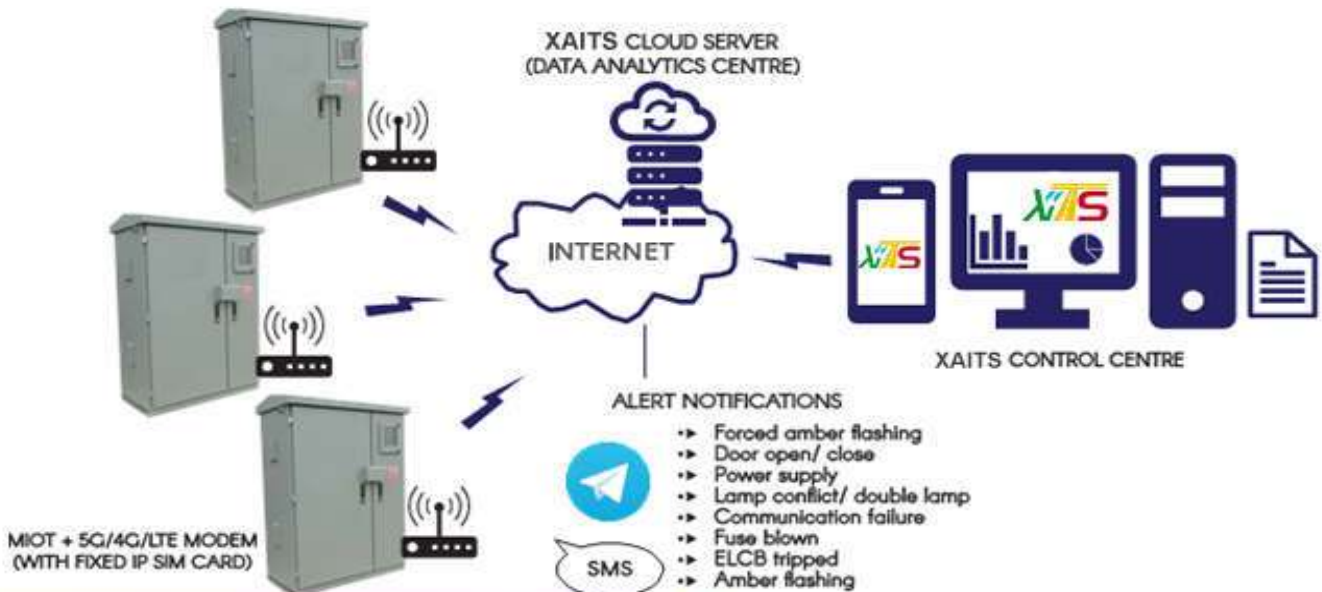 XAITS CLOUD SERVER
(DATA ANALYTICS CENTRE)
INTERNET
XAITS
XAITS
XAITS CONTROL CENTRE
ALERT NOTIFICATIONS
Forced amber flashing
Door open/ close
Power supply
Lamp conflict/ double lamp
Communication failure
Fuse blown
ELCB tripped
Amber flashing
SMS
MIOT + 5G/4G/LTE MODEM
(WITH FIXED IP SIM CARD)